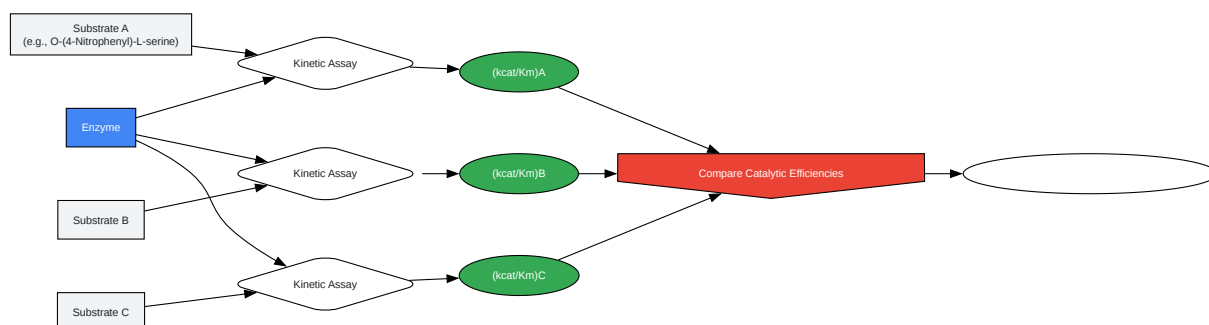 Substrate A
(e.g., O-(4-Nitrophenyl)-L-serine)
Kinetic Assay
(kcat/Km)A
Enzyme
Kinetic Assay
(kcat/Km)B
Compare Catalytic Efficiencies
Substrate B
Kinetic Assay
(kcat/Km)C
Substrate C